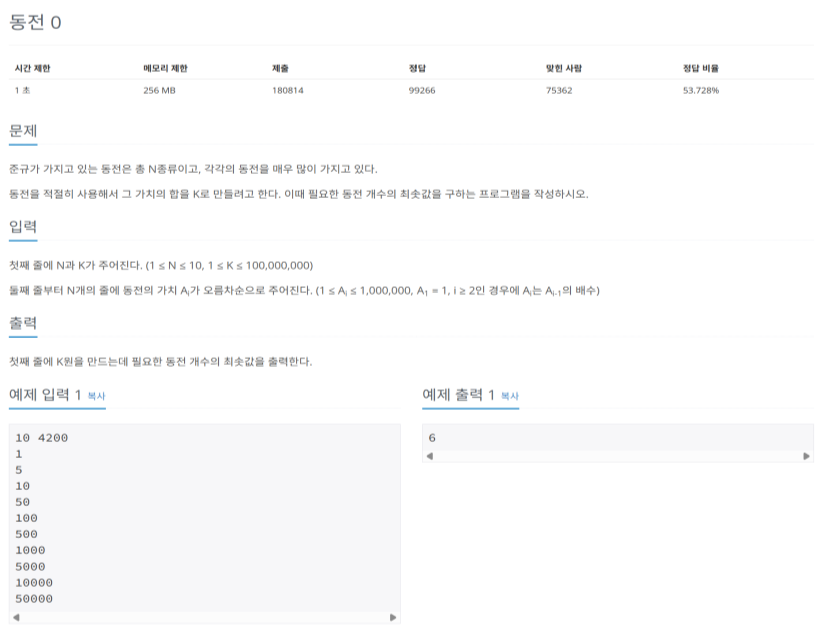 동전 0
시간 제한 메모리 제한 제출 정답 맞힌 사람 정답 비율
1 초 256 MB 180814 99266 75362 53.728%
문제
준규가 가지고 있는 동전은 총 N종류이고, 각각의 동전을 매우 많이 가지고 있다.
동전을 적절히 사용해서 그 가치의 합을 K로 만들려고 한다. 이때 필요한 동전 개수의 최솟값을 구하는 프로그램을 작성하시오.
입력
첫째 줄에 N과 K가 주어진다. (1 ≤ N ≤ 10, 1 ≤ K ≤ 100,000,000)
둘째 줄부터 N개의 줄에 동전의 가치 Ai가 오름차순으로 주어진다. (1 ≤ Ai ≤ 1,000,000, A1 = 1, i ≥ 2인 경우에 Ai는 Ai-1의 배수)
출력
첫째 줄에 K원을 만드는데 필요한 동전 개수의 최솟값을 출력한다.
예제 입력 1 복사
10 4200
1
5
10
50
100
500
1000
5000
10000
50000
예제 출력 1 복사
6